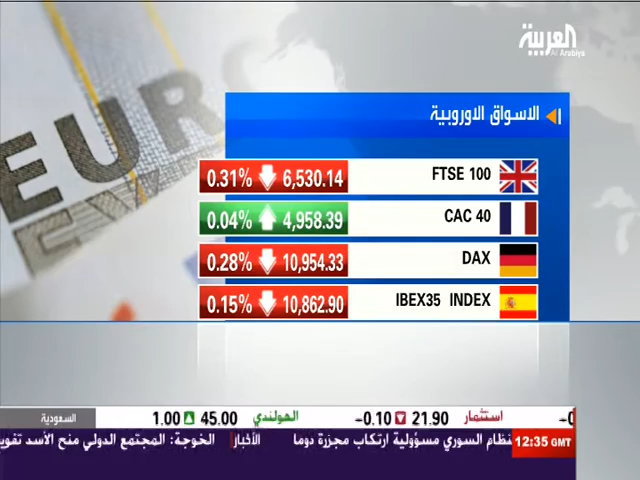 العربية
Al Arabiya
EUR
الاسواق الاوروبية
FTSE 100 6,530.14 0.31%
CAC 40 4,958.39 0.04%
DAX 10,954.33 0.28%
IBEX35 INDEX 10,862.90 0.15%
استثمار 21.90 -0.10 الهولندي 45.00 1.00 السعودية
12:35 GMT
النظام السوري مسؤولية ارتكاب مجزرة دوما الأخبار الخوجة: المجتمع الدولي منح الأسد